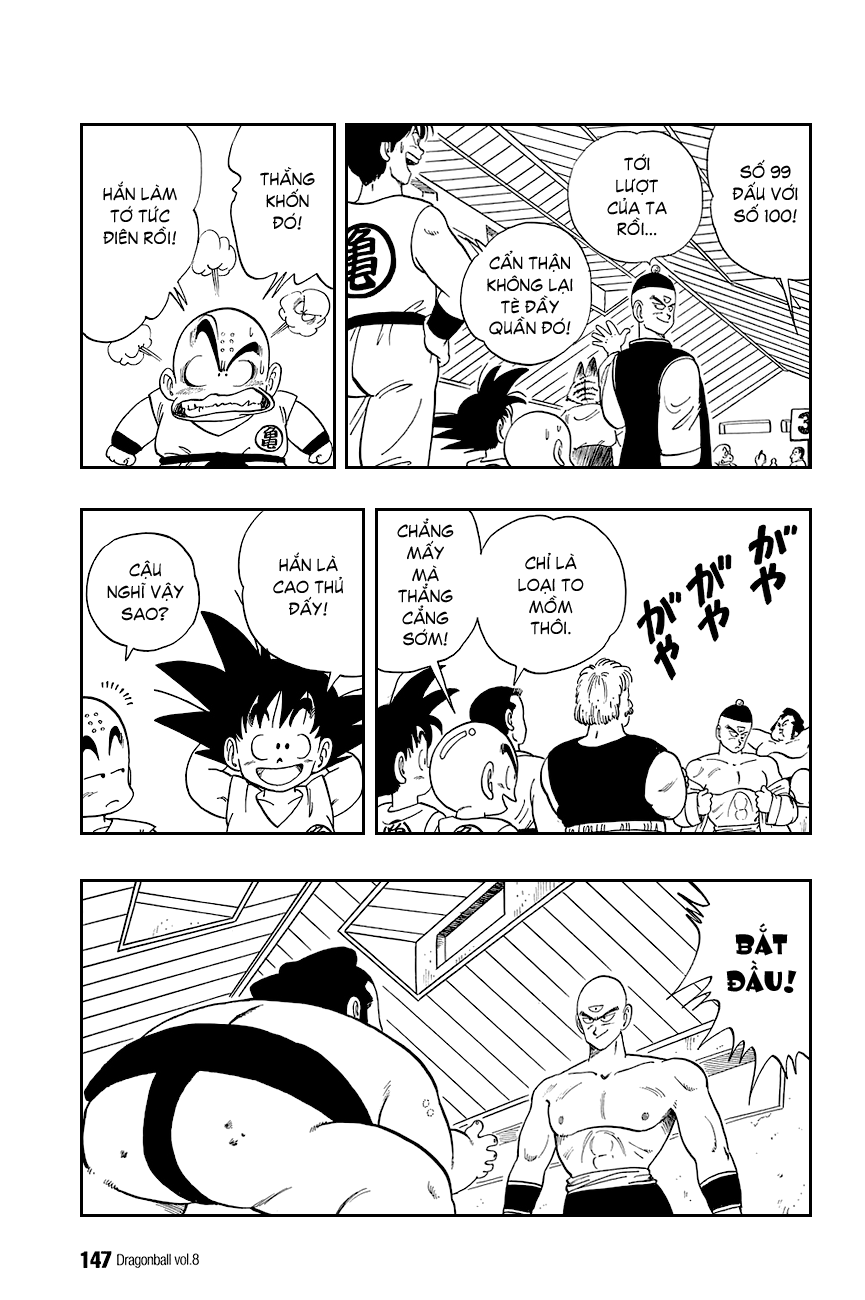 SỐ 99
ĐẤU VỚI
SỐ 100!
TỚI
LƯỢT
CỦA TA
RỒI...
CẨN THẬN
KHÔNG LẠI
TÈ ĐẦY
QUẦN ĐÓ!
亀
3
THẰNG
KHỐN
ĐÓ!
HẮN LÀM
TỚ TỨC
ĐIÊN RỒI!
亀
ガヤ
ガヤ
ガヤ
CHỈ LÀ
LOẠI TO
MỒM
THÔI.
CHẲNG
MẤY
MÀ
THẮNG
CẲNG
SỚM!
HẮN LÀ
CAO THỦ
ĐẤY!
CẬU
NGHĨ VẬY
SAO?
BẮT
ĐẦU!
147 Dragonball vol.8